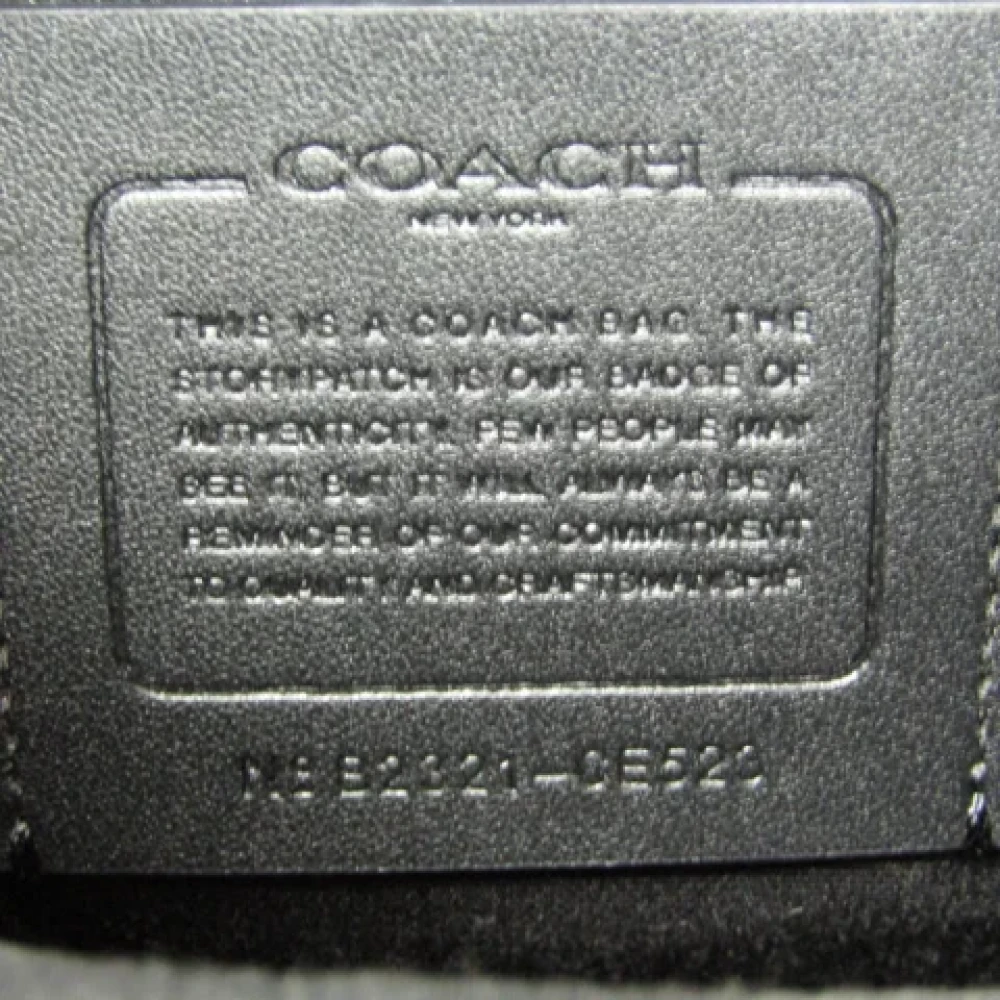 COACH
NEW YORK
THIS IS A COACH BAG. THE
STORYPATCH IS OUR BADGE OF
AUTHENTICITY. FEW PEOPLE MAY
SEE IT, BUT IT WILL ALWAYS BE A
REMINDER OF OUR COMMITMENT
TO QUALITY AND CRAFTSMANSHIP.